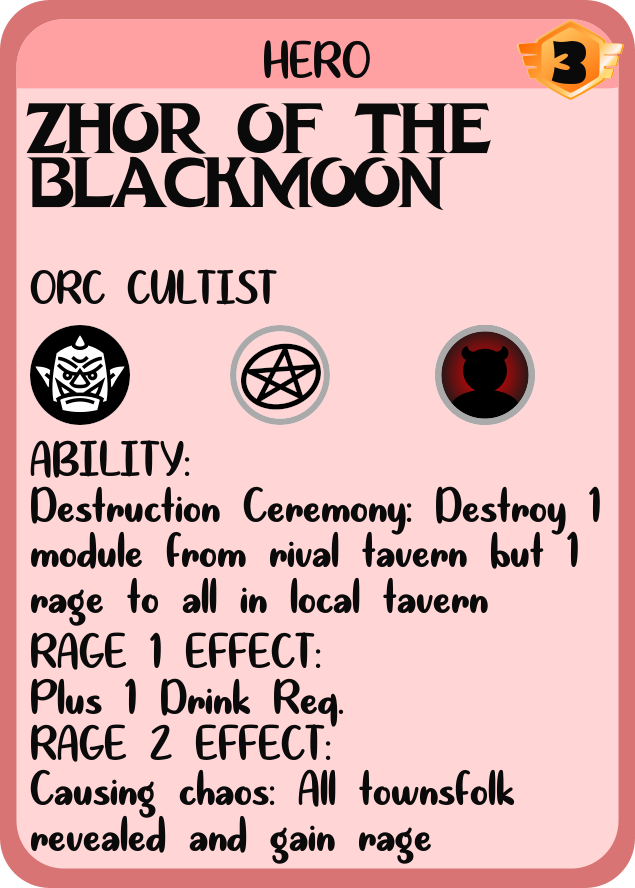 HERO
3
ZHOR OF THE
BLACKMOON
ORC CULTIST
ABILITY:
Destruction Ceremony: Destroy 1
module from rival tavern but 1
rage to all in local tavern
RAGE 1 EFFECT:
Plus 1 Drink Req.
RAGE 2 EFFECT:
Causing chaos: All townsfolk
revealed and gain rage